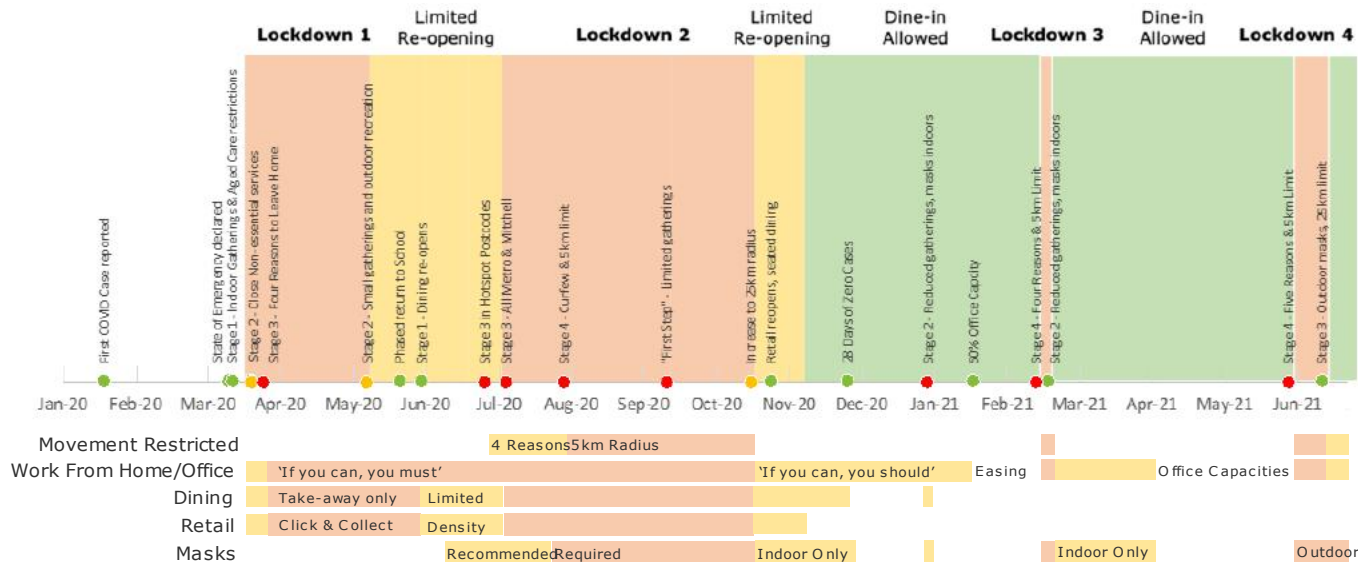 Lockdown 1
Limited
Re-opening
Lockdown 2
Limited
Re-opening
Dine-in
Allowed
Lockdown 3
Dine-in
Allowed
Lockdown 4
First COVID Case reported
State of Emergency declared
Stage 1 - Indoor Gatherings & Aged Care restrictions
Stage 2 - Close Non-essential services
Stage 3 - Four Reasons to Leave Home
Stage 2 - Small gatherings and outdoor recreation
Phased return to School
Stage 1 - Dining re-opens
Stage 3 in Hotspot Postcodes
Stage 3 - All Metro & Mitchell
Stage 4 - Curfew & 5km limit
"First Step" - Limited gatherings
Increase to 25km radius
Retail reopens, seated dining
28 Days of Zero Cases
Stage 2 - Reduced gatherings, masks indoors
50% Office Capcity
Stage 4 - Four Reasons & 5km Limit
Stage 2 - Reduced gatherings, masks indoors
Stage 4 - Five Reasons & 5km Limit
Stage 3 - Outdoor masks, 25km limit
Jan-20 Feb-20 Mar-20 Apr-20 May-20 Jun-20 Jul-20 Aug-20 Sep-20 Oct-20 Nov-20 Dec-20 Jan-21 Feb-21 Mar-21 Apr-21 May-21 Jun-21
Movement Restricted 4 Reasons 5km Radius
Work From Home/Office 'If you can, you must' 'If you can, you should' Easing Office Capacities
Dining Take-away only Limited
Retail Click & Collect Density
Masks Recommended Required Indoor Only Indoor Only Outdoor